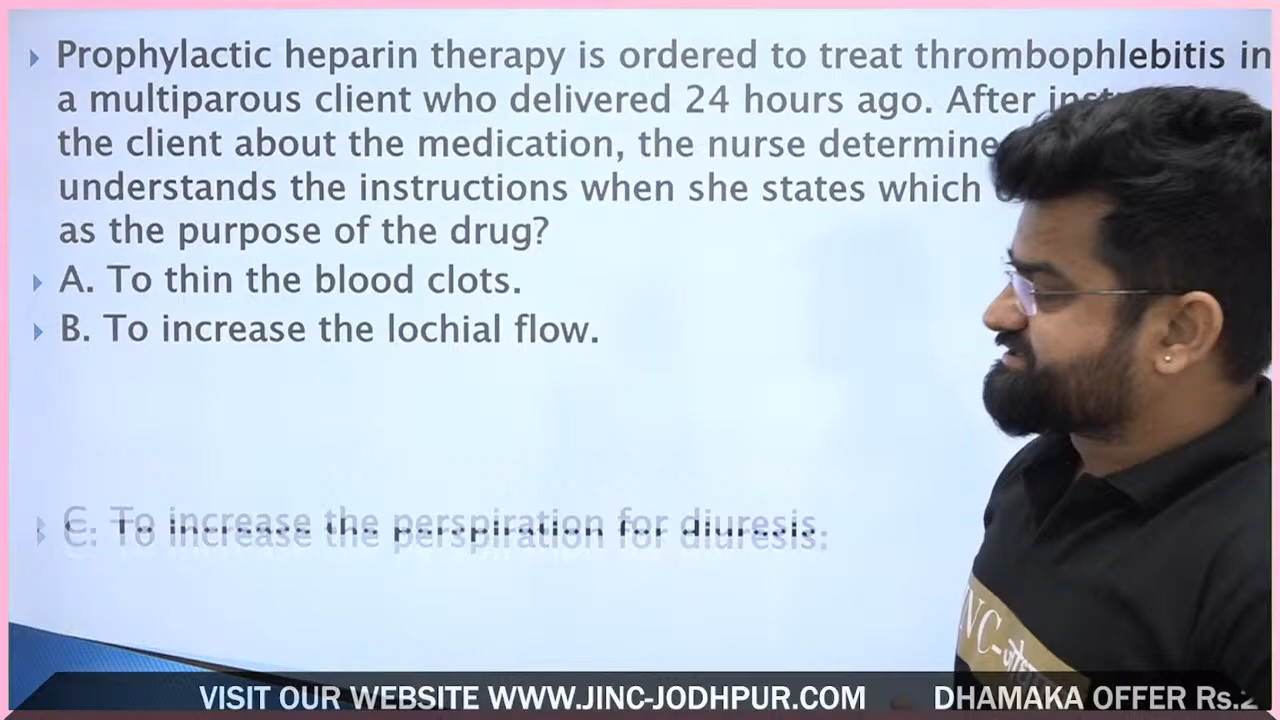 Prophylactic heparin therapy is ordered to treat thrombophlebitis in
a multiparous client who delivered 24 hours ago. After
the client about the medication, the nurse
understands the instructions when she states which
as the purpose of the drug?
A. To thin the blood clots.
B. To increase the lochial flow.
C. To increase the perspiration for diuresis.
NC-
VISIT OUR WEBSITE WWW.JINC-JODHPUR.COM DHAMAKA OFFER Rs.2